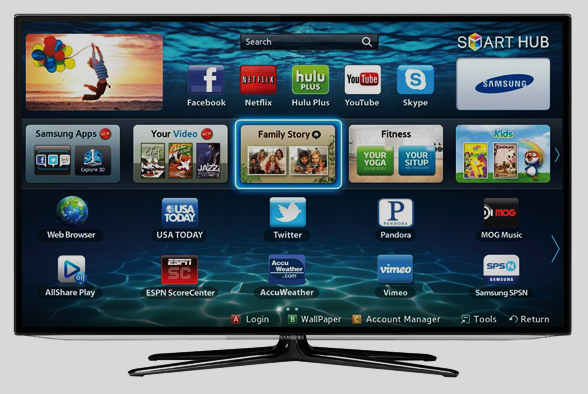 Search
SMART HUB
Facebook
NETFLIX
Netflix
hulu
PLUS
Hulu Plus
You Tube
YouTube
Skype
SAMSUNG
Samsung Apps
Explore 3D
Your Video
JAZZ
Family Story
Fitness
YOUR
YOGA
YOUR
SITUP
Kids
Web Browser
USA
TODAY
USA TODAY
Twitter
P
PANDORA
Pandora
MOG
MOG Music
AllShare Play
ESPN
SC
ESPN ScoreCenter
Accu
Weather
.com
AccuWeather
vimeo
Vimeo
SPSN
SAMSUNG
Samsung SPSN
A Login
B WallPaper
C Account Manager
Tools
Return
SAMSUNG